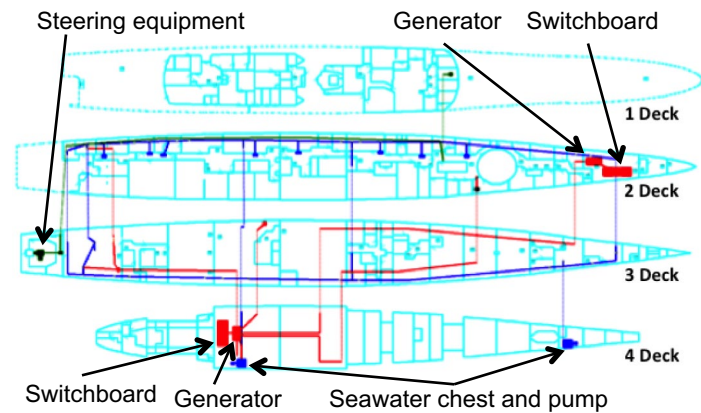 Steering equipment
Generator
Switchboard
1 Deck
2 Deck
3 Deck
4 Deck
Switchboard
Generator
Seawater chest and pump